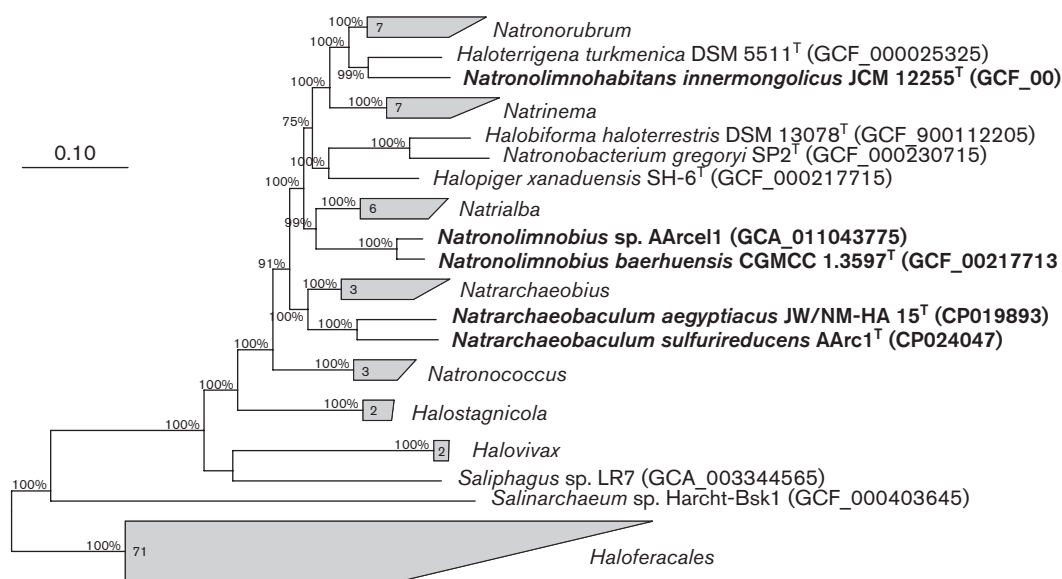 100% 7 Natronorubrum
100%
Haloterrigena turkmenica DSM 5511T (GCF_000025325)
100%
99% Natronolimnohabitans innermongolicus JCM 12255T (GCF_00)
100% 7 Natrinema
75%
Halobiforma haloterrestris DSM 13078T (GCF_900112205)
100%
0.10
Natronobacterium gregoryi SP2T (GCF_000230715)
100%
Halopiger xanaduensis SH-6T (GCF_000217715)
100%
100% 6 Natrialba
99%
Natronolimnobius sp. AArcel1 (GCA_011043775)
100%
Natronolimnobius baerhuensis CGMCC 1.3597T (GCF_00217713
91%
100% 3 Natrarchaeobius
100%
Natrarchaeobaculum aegyptiacus JW/NM-HA 15T (CP019893)
100%
Natrarchaeobaculum sulfurireducens AArc1T (CP024047)
100%
100% 3 Natronococcus
100%
100% 2 Halostagnicola
100% 2 Halovivax
Saliphagus sp. LR7 (GCA_003344565)
100%
Salinarchaeum sp. Harcht-Bsk1 (GCF_000403645)
100% 71 Haloferacales